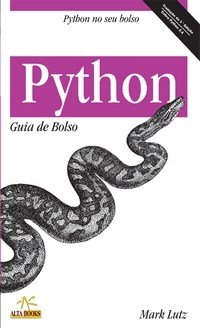 Python no seu bolso
Python
Guia de Bolso
ALTA BOOKS
Mark Lutz